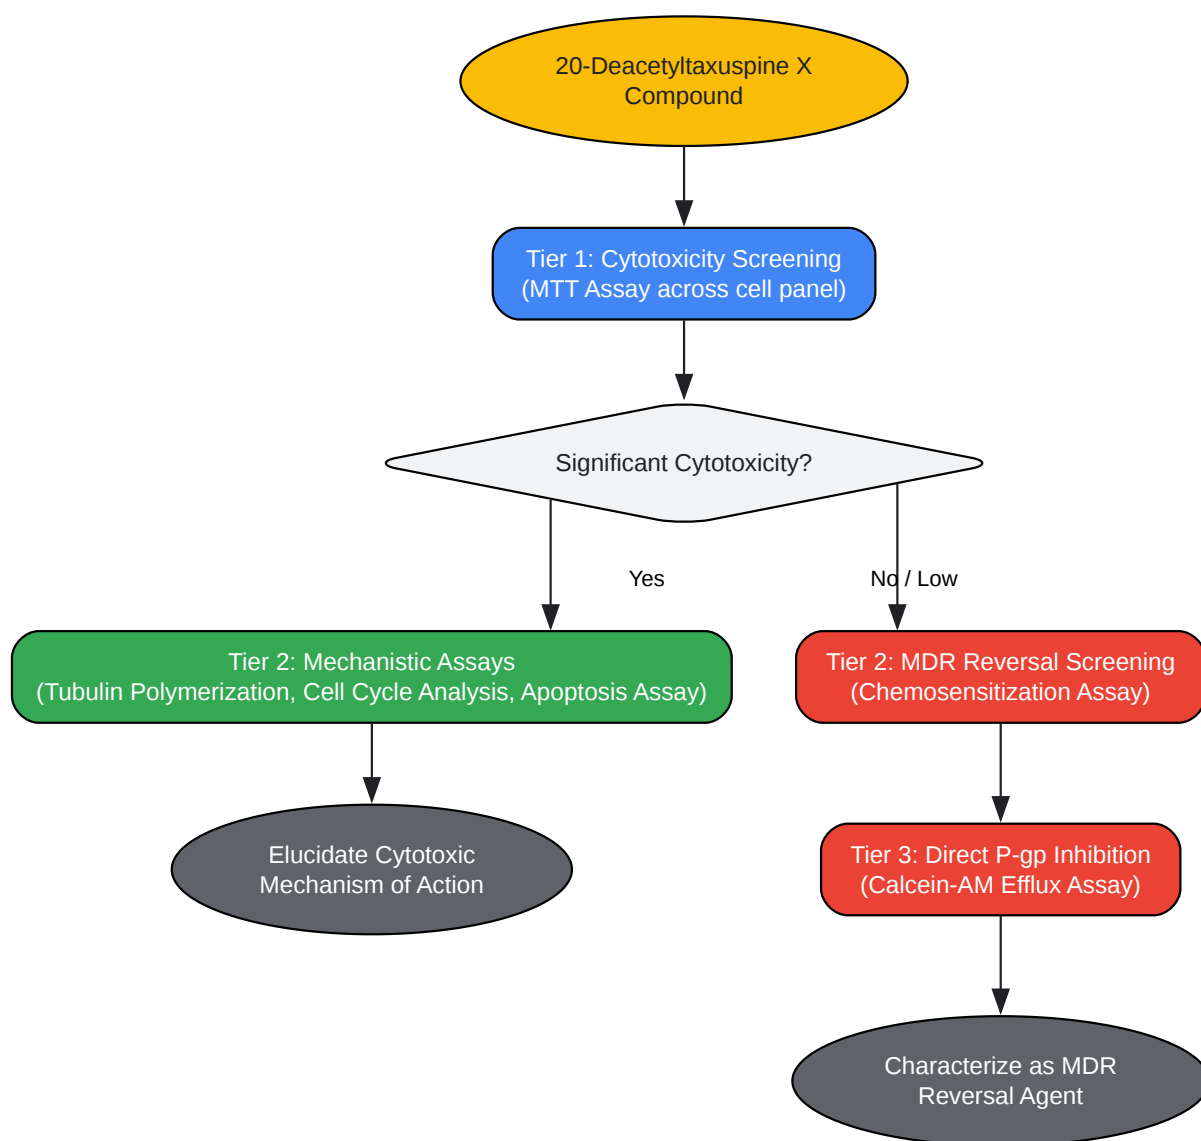 20-Deacetyltaxuspine X
Compound
Tier 1: Cytotoxicity Screening
(MTT Assay across cell panel)
Significant Cytotoxicity?
Yes
No / Low
Tier 2: Mechanistic Assays
(Tubulin Polymerization, Cell Cycle Analysis, Apoptosis Assay)
Tier 2: MDR Reversal Screening
(Chemosensitization Assay)
Elucidate Cytotoxic
Mechanism of Action
Tier 3: Direct P-gp Inhibition
(Calcein-AM Efflux Assay)
Characterize as MDR
Reversal Agent